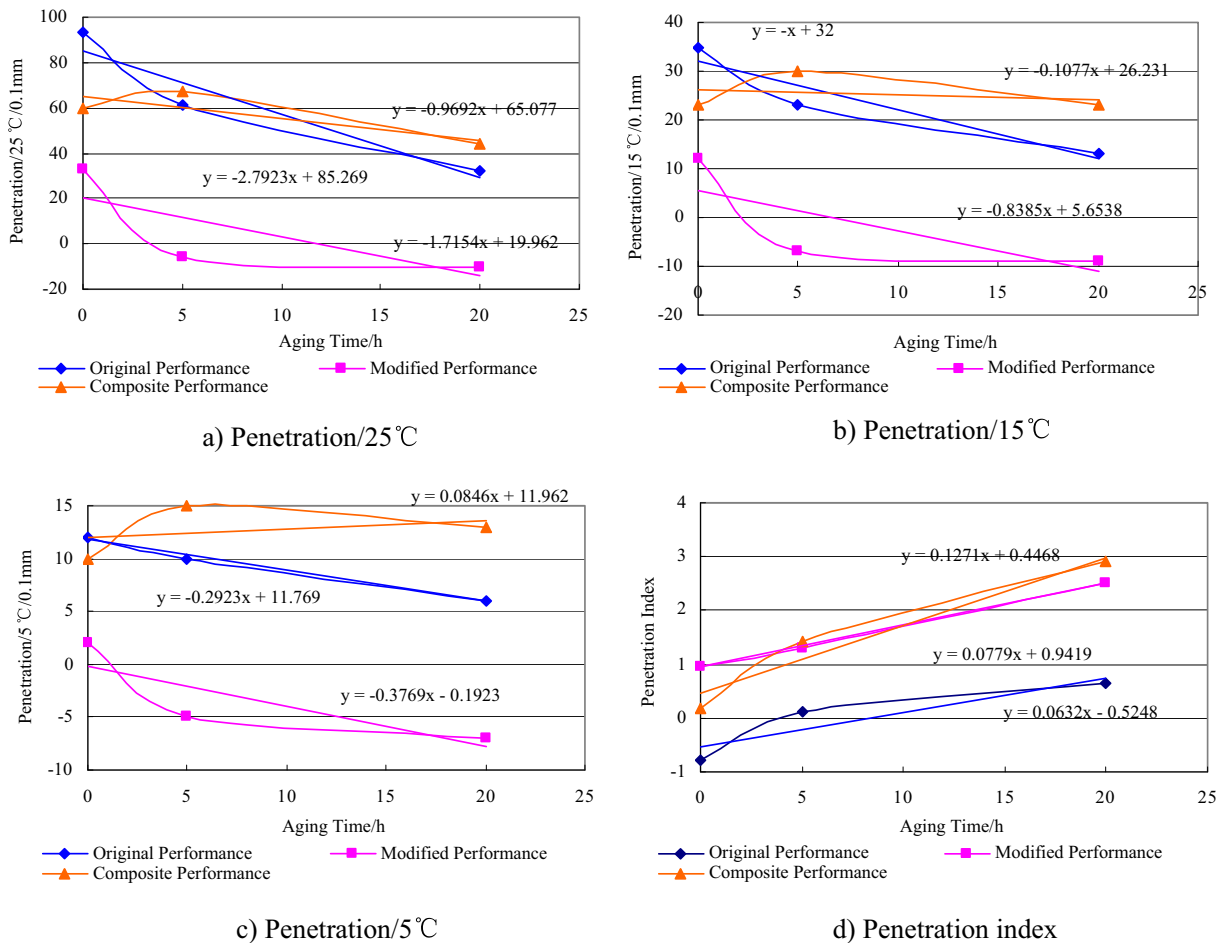 100
80
60
40
20
0
-20
Penetration/25℃/0.1mm
y = -0.9692x + 65.077
y = -2.7923x + 85.269
y = -1.7154x + 19.962
0 5 10 15 20 25
Aging Time/h
Original Performance Modified Performance
Composite Performance
a) Penetration/25℃
40
30
20
10
0
-10
-20
Penetration/15℃/0.1mm
y = -x + 32
y = -0.1077x + 26.231
y = -0.8385x + 5.6538
0 5 10 15 20 25
Aging Time/h
Original Performance Modified Performance
Composite Performance
b) Penetration/15℃
15
10
5
0
-5
-10
Penetration/5℃/0.1mm
y = 0.0846x + 11.962
y = -0.2923x + 11.769
y = -0.3769x - 0.1923
0 5 10 15 20 25
Aging Time/h
Original Performance Modified Performance
Composite Performance
c) Penetration/5℃
4
3
2
1
0
-1
Penetration Index
y = 0.1271x + 0.4468
y = 0.0779x + 0.9419
y = 0.0632x - 0.5248
0 5 10 15 20 25
Aging Time/h
Original Performance Modified Performance
Composite Performance
d) Penetration index